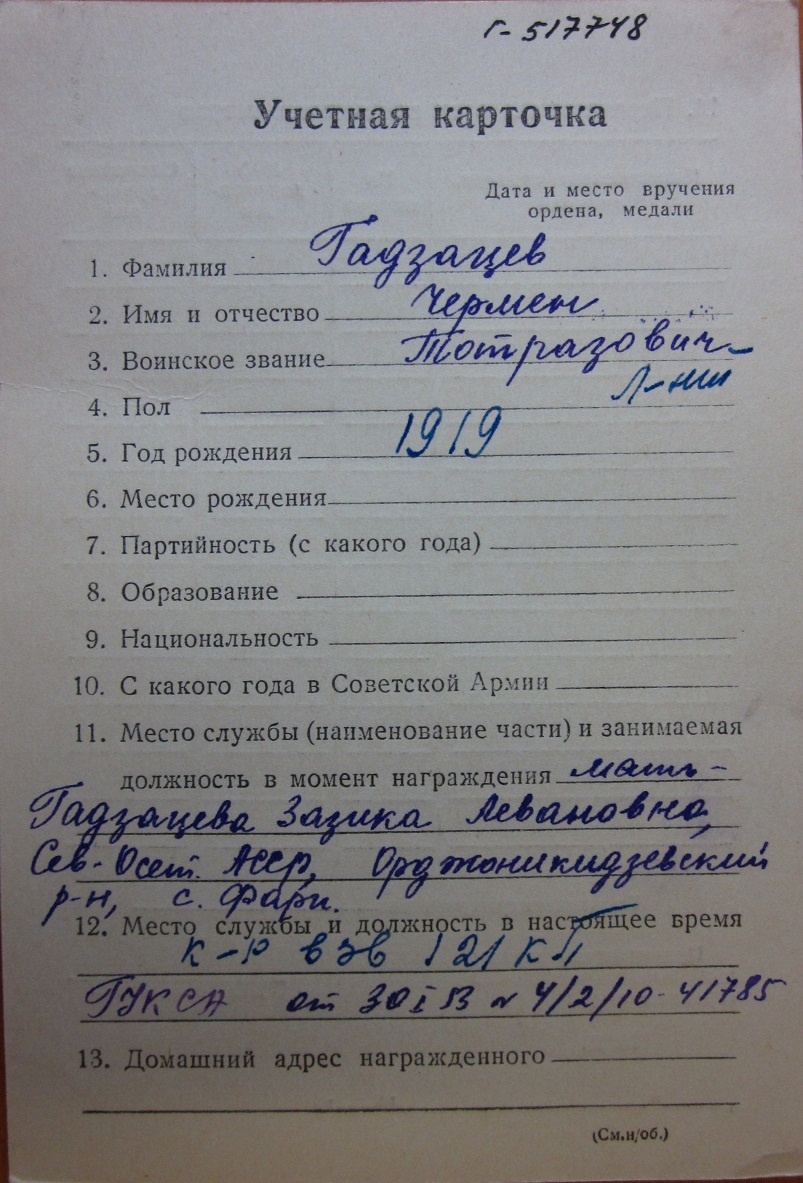 Г-517748
Учетная карточка
Дата и место вручения
ордена, медали
1. Фамилия Гадзацев
2. Имя и отчество Чермен
3. Воинское звание Тотразович
4. Пол Л-нт
5. Год рождения 1919
6. Место рождения
7. Партийность (с какого года)
8. Образование
9. Национальность
10. С какого года в Советской Армии
11. Место службы (наименование части) и занимаемая
должность в момент награждения мать-
Гадзацева Зазика Левановна,
Сев-Осет. Асср, Орджоникидзевский
р-н, с. Фарн.
12. Место службы и должность в настоящее время
к-р взв 121 кп
ГУКСА от 30 I 53 № 4/2/10-41785
13. Домашний адрес награжденного
(См.н/об.)